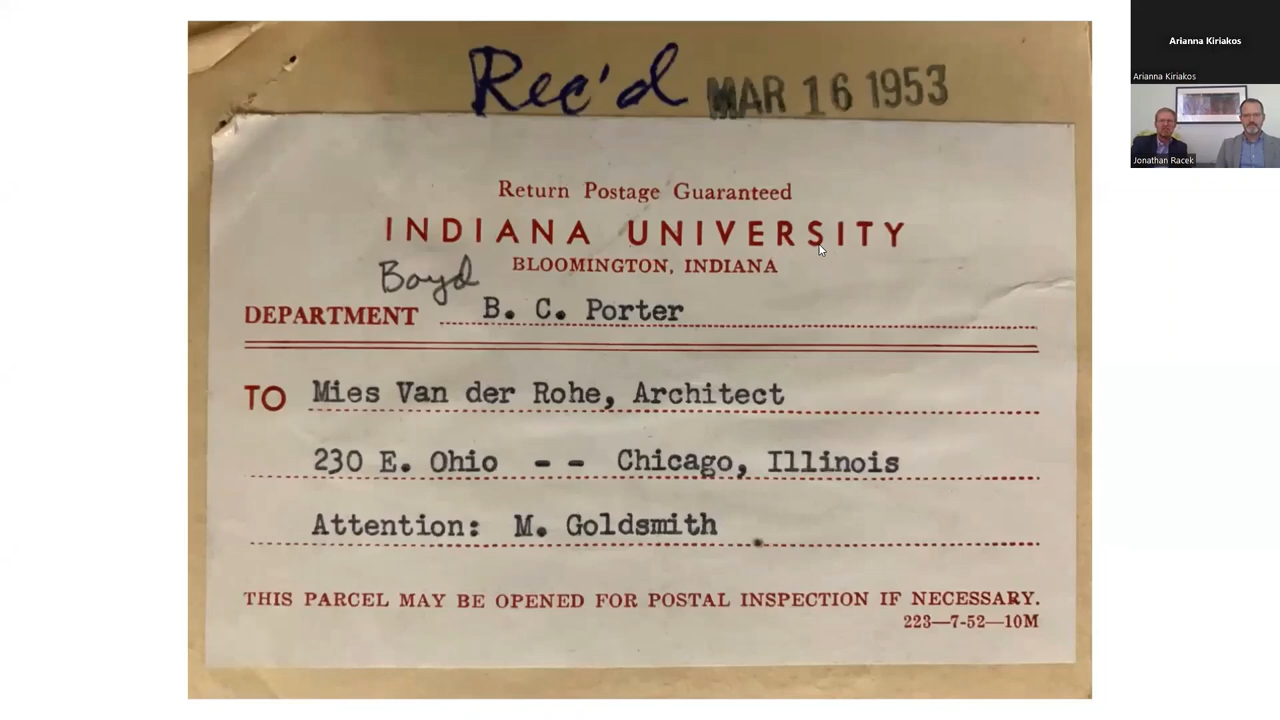 Rec'd MAR 16 1953
Return Postage Guaranteed
INDIANA UNIVERSITY
BLOOMINGTON, INDIANA
Boyd
DEPARTMENT B. C. Porter
TO Mies Van der Rohe, Architect
230 E. Ohio - - Chicago, Illinois
Attention: M. Goldsmith
THIS PARCEL MAY BE OPENED FOR POSTAL INSPECTION IF NECESSARY.
223—7-52—10M
Arianna Kiriakos
Arianna Kiriakos
Jonathan Racek